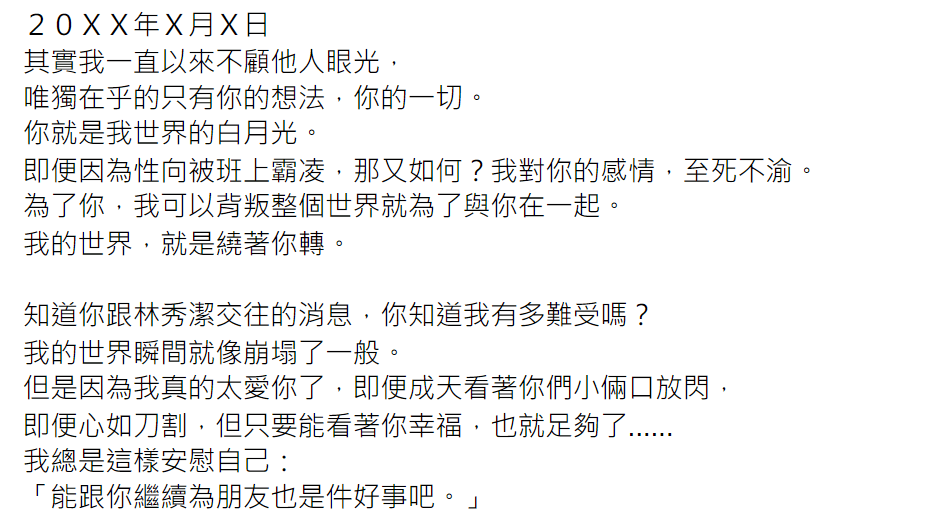 ２０ＸＸ年Ｘ月Ｘ日
其實我一直以來不顧他人眼光，
唯獨在乎的只有你的想法，你的一切。
你就是我世界的白月光。
即便因為性向被班上霸凌，那又如何？我對你的感情，至死不渝。
為了你，我可以背叛整個世界就為了與你在一起。
我的世界，就是繞著你轉。
知道你跟林秀潔交往的消息，你知道我有多難受嗎？
我的世界瞬間就像崩塌了一般。
但是因為我真的太愛你了，即便成天看著你們小倆口放閃，
即便心如刀割，但只要能看著你幸福，也就足夠了......
我總是這樣安慰自己：
「能跟你繼續為朋友也是件好事吧。」